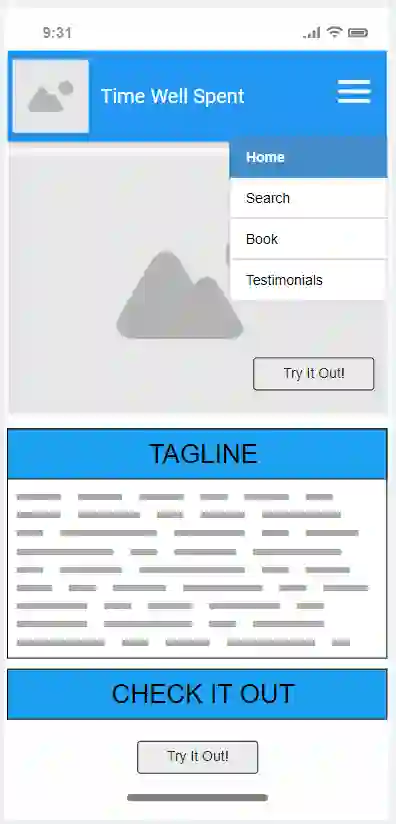 9:31
Time Well Spent
Home
Search
Book
Testimonials
Try It Out!
TAGLINE
CHECK IT OUT
Try It Out!